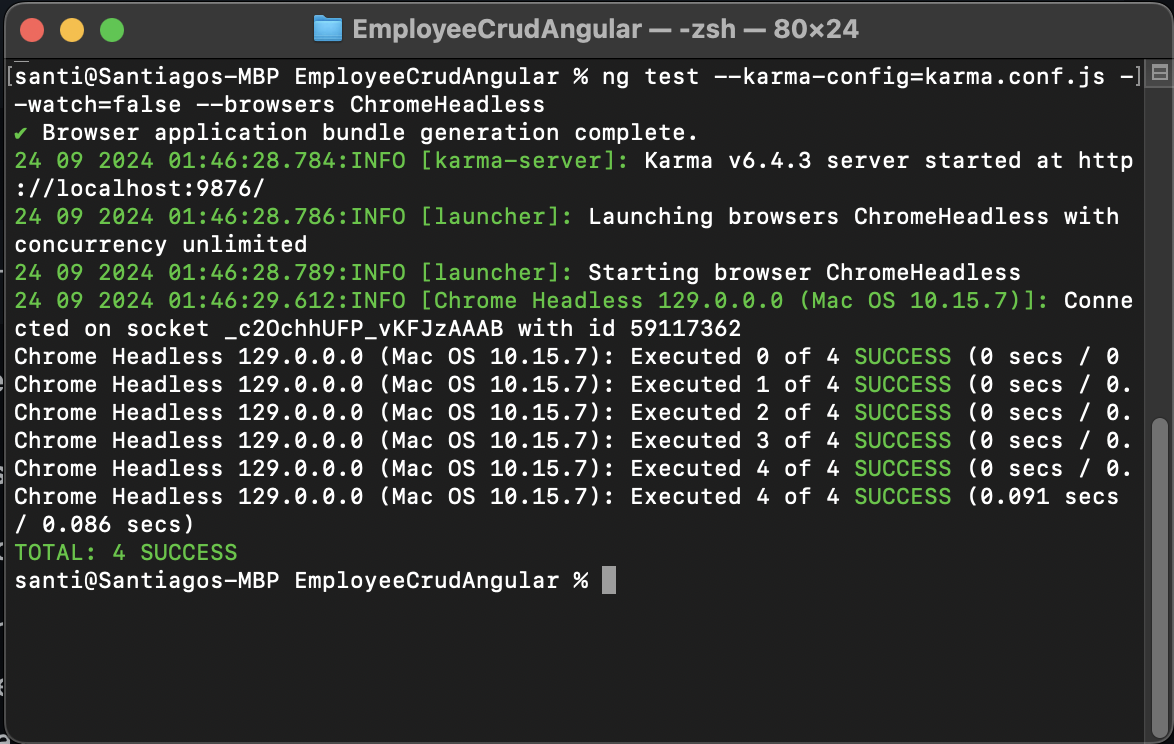 EmployeeCrudAngular — -zsh — 80×24
[santi@Santiagos-MBP EmployeeCrudAngular % ng test --karma-config=karma.conf.js -]
-watch=false --browsers ChromeHeadless
✔ Browser application bundle generation complete.
24 09 2024 01:46:28.784:INFO [karma-server]: Karma v6.4.3 server started at http
://localhost:9876/
24 09 2024 01:46:28.786:INFO [launcher]: Launching browsers ChromeHeadless with
concurrency unlimited
24 09 2024 01:46:28.789:INFO [launcher]: Starting browser ChromeHeadless
24 09 2024 01:46:29.612:INFO [Chrome Headless 129.0.0.0 (Mac OS 10.15.7)]: Conne
cted on socket _c2OchhUFP_vKFJzAAAB with id 59117362
Chrome Headless 129.0.0.0 (Mac OS 10.15.7): Executed 0 of 4 SUCCESS (0 secs / 0
Chrome Headless 129.0.0.0 (Mac OS 10.15.7): Executed 1 of 4 SUCCESS (0 secs / 0.
Chrome Headless 129.0.0.0 (Mac OS 10.15.7): Executed 2 of 4 SUCCESS (0 secs / 0.
Chrome Headless 129.0.0.0 (Mac OS 10.15.7): Executed 3 of 4 SUCCESS (0 secs / 0.
Chrome Headless 129.0.0.0 (Mac OS 10.15.7): Executed 4 of 4 SUCCESS (0 secs / 0.
Chrome Headless 129.0.0.0 (Mac OS 10.15.7): Executed 4 of 4 SUCCESS (0.091 secs
/ 0.086 secs)
TOTAL: 4 SUCCESS
santi@Santiagos-MBP EmployeeCrudAngular %